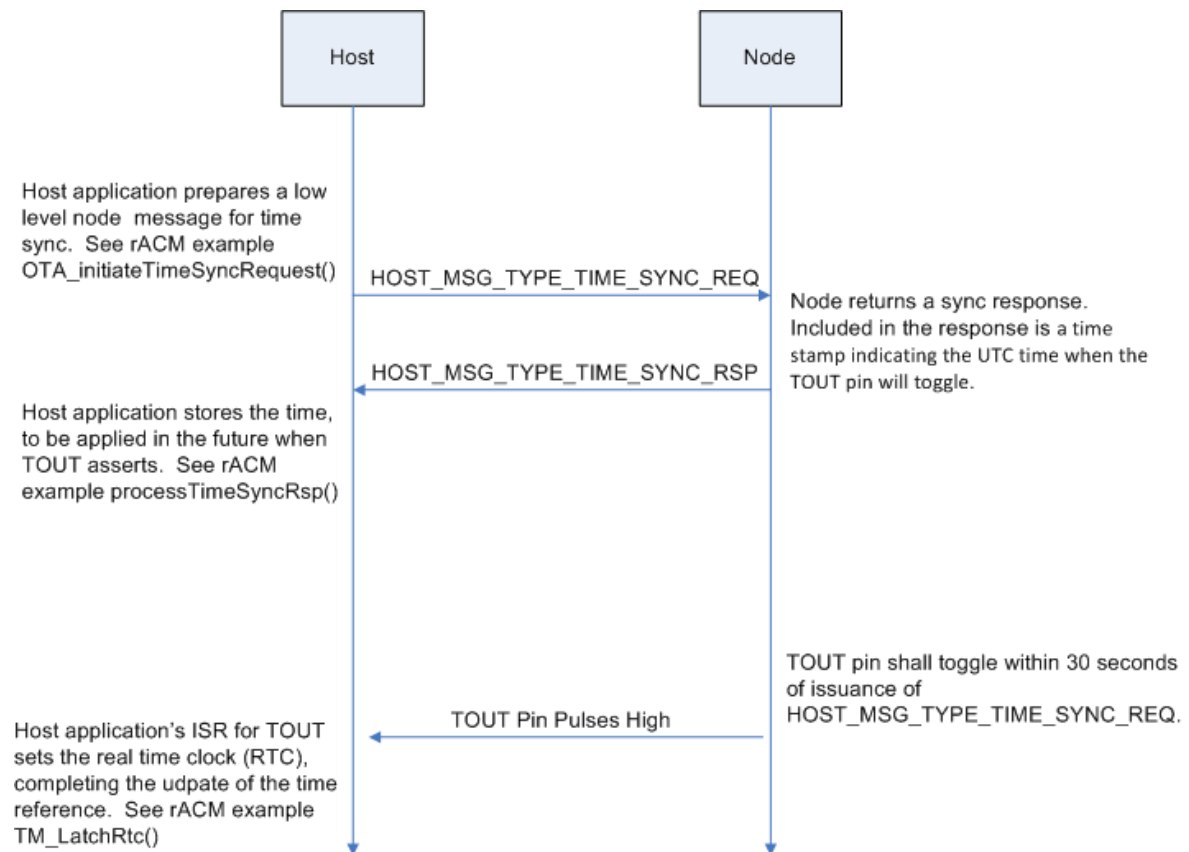 Host
Node
Host application prepares a low
level node message for time
sync. See rACM example
OTA_initiateTimeSyncRequest()
HOST_MSG_TYPE_TIME_SYNC_REQ
Node returns a sync response.
Included in the response is a time
stamp indicating the UTC time when the
TOUT pin will toggle.
HOST_MSG_TYPE_TIME_SYNC_RSP
Host application stores the time,
to be applied in the future when
TOUT asserts. See rACM
example processTimeSyncRsp()
TOUT pin shall toggle within 30 seconds
of issuance of
HOST_MSG_TYPE_TIME_SYNC_REQ.
TOUT Pin Pulses High
Host application's ISR for TOUT
sets the real time clock (RTC),
completing the udpate of the time
reference. See rACM example
TM_LatchRtc()